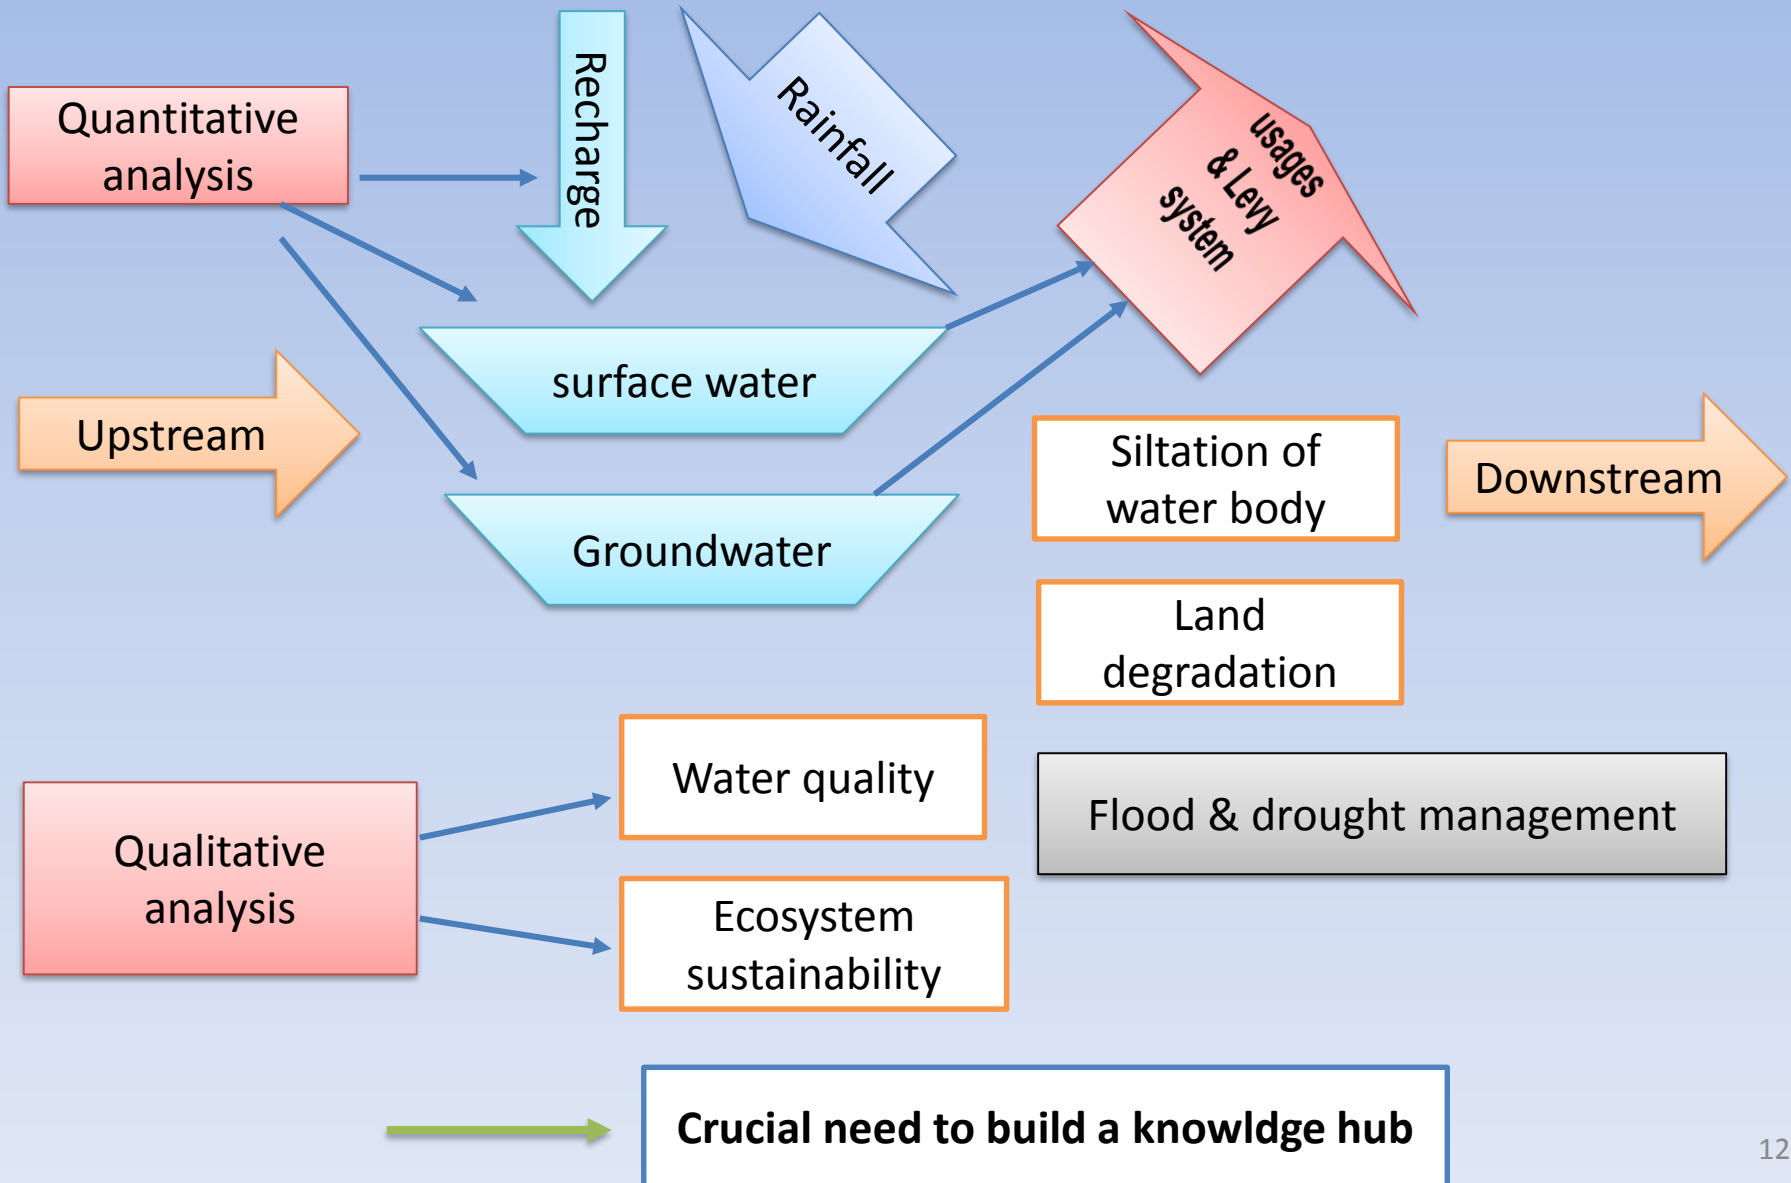 Quantitative
analysis
Recharge
Rainfall
usages
& Levy
system
surface water
Upstream
Groundwater
Siltation of
water body
Downstream
Land
degradation
Water quality
Flood & drought management
Qualitative
analysis
Ecosystem
sustainability
Crucial need to build a knowldge hub
12